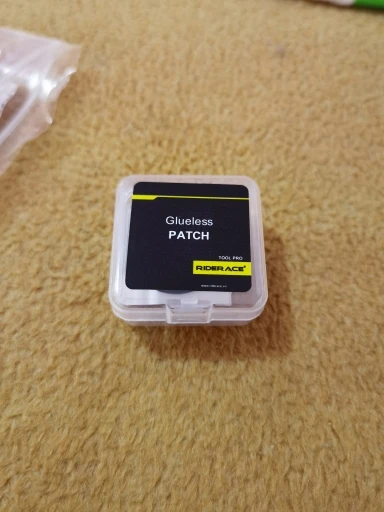 Glueless
PATCH
TOOL PRO
RIDERACE®